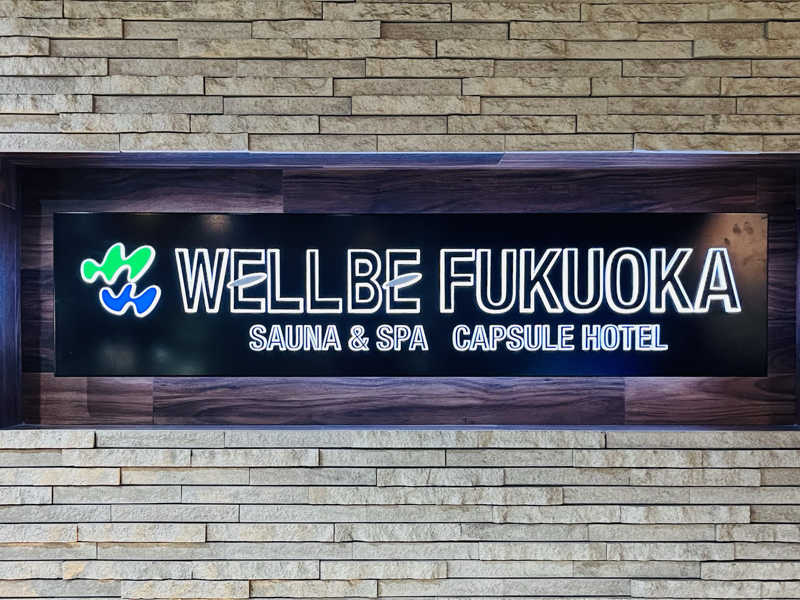 WELLBE FUKUOKA
SAUNA & SPA CAPSULE HOTEL